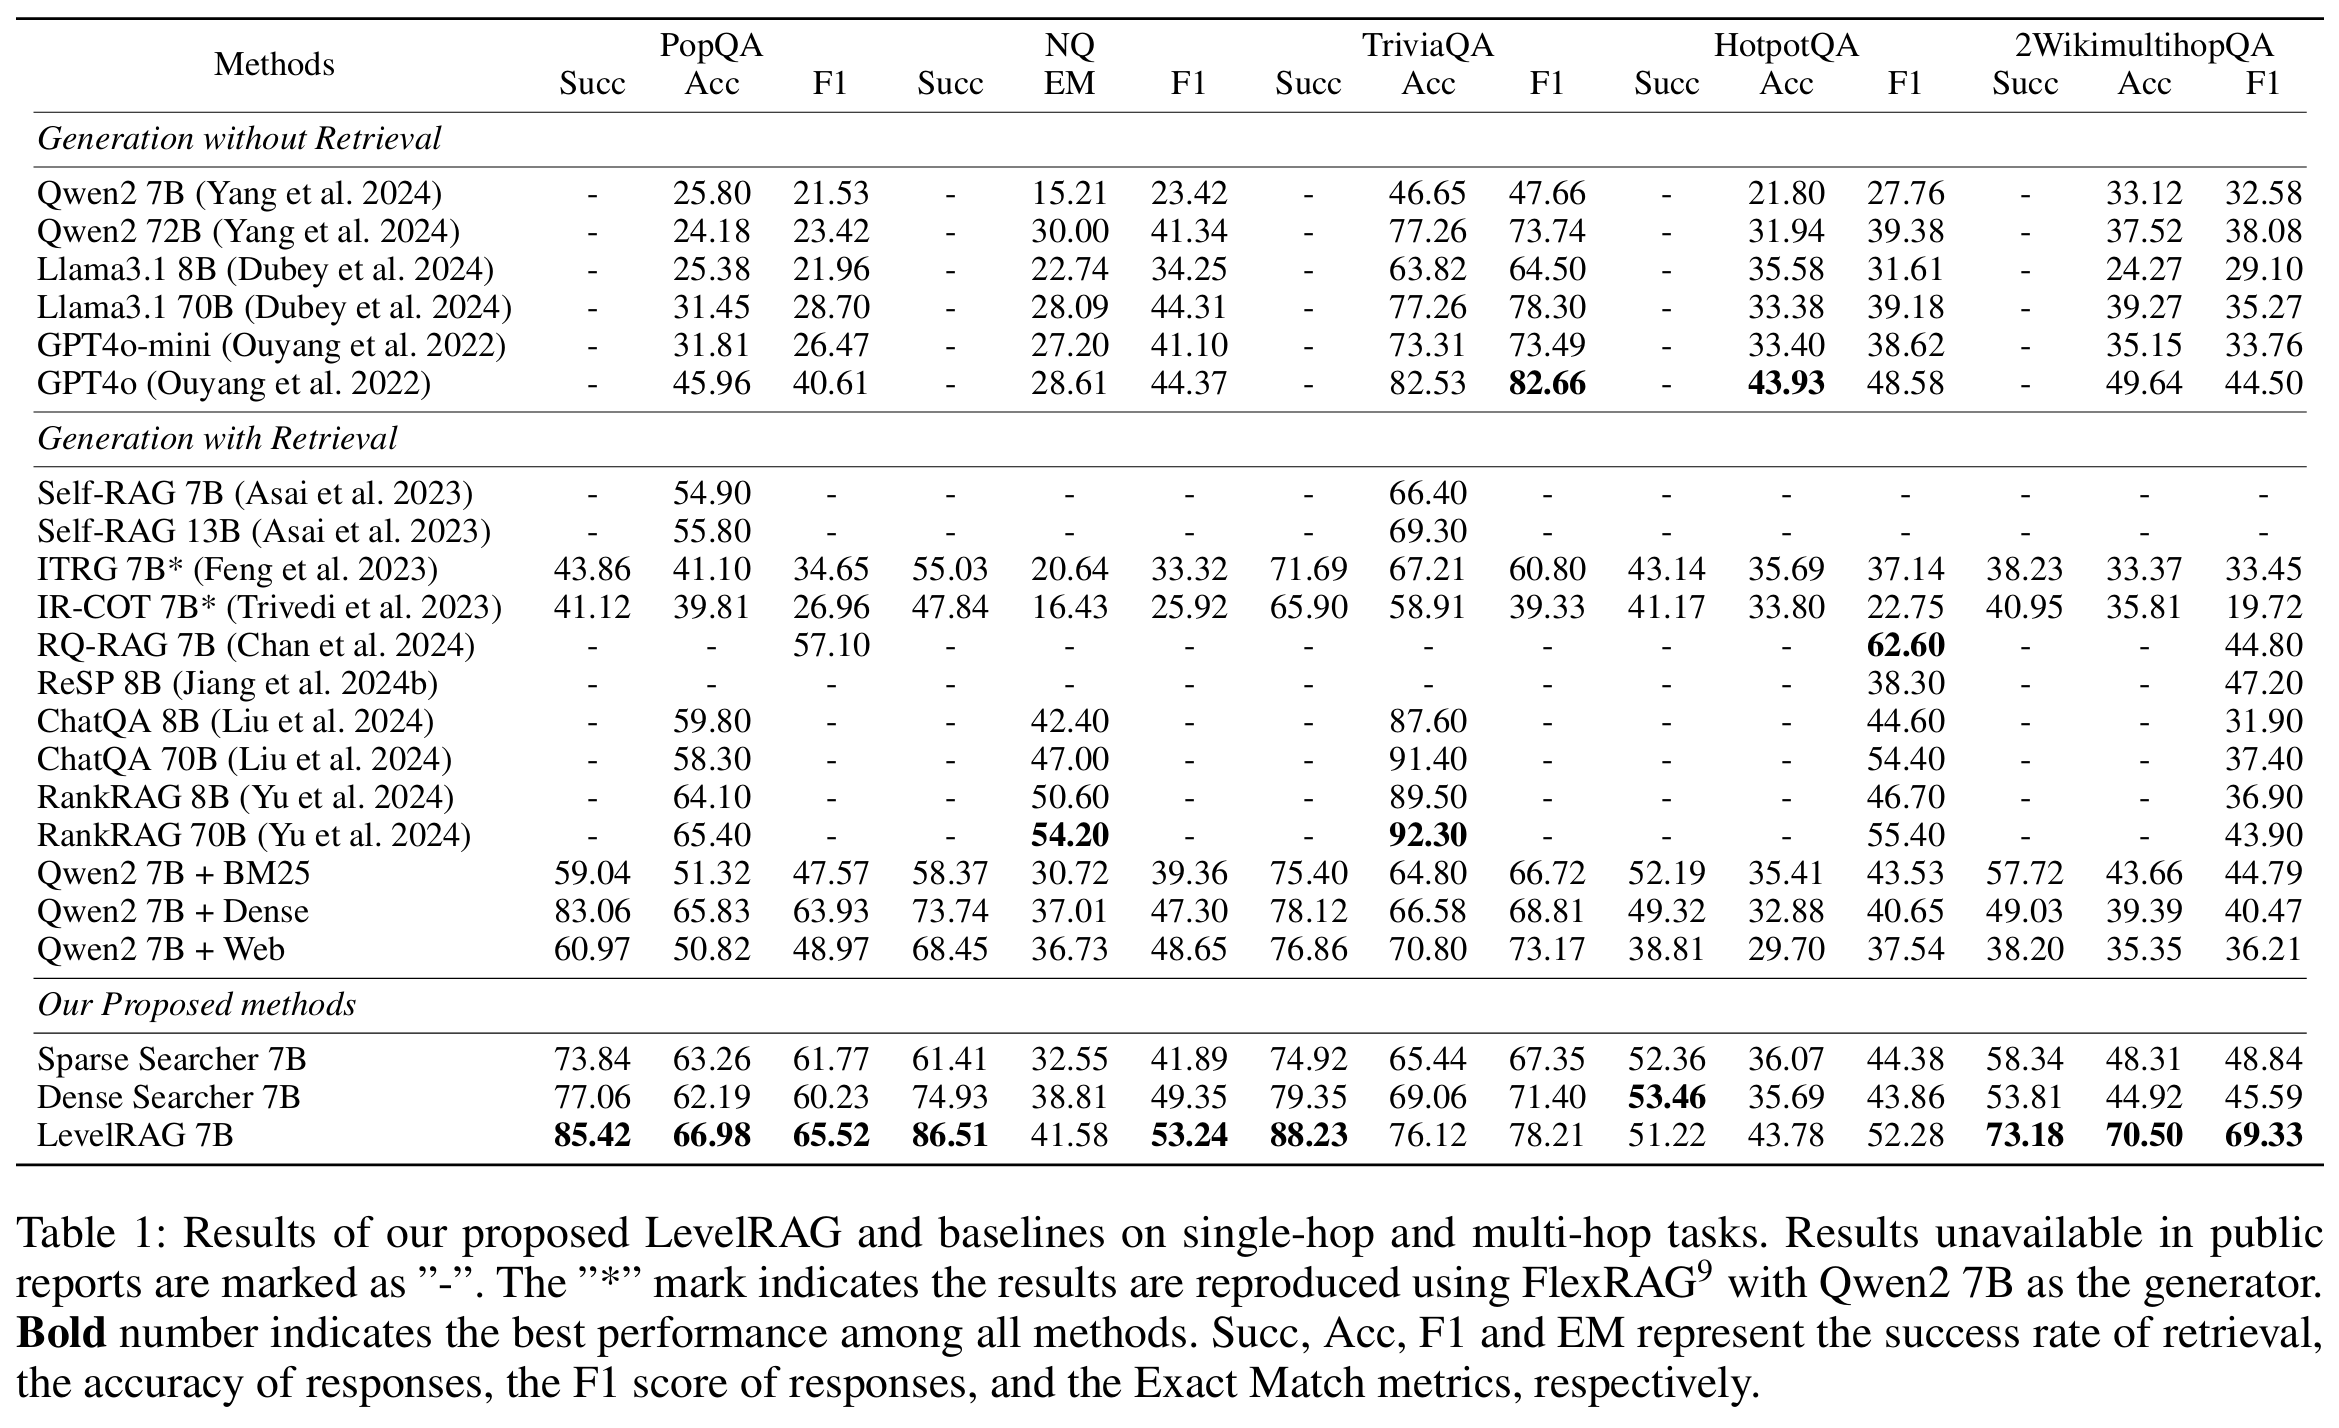 Methods PopQA NQ TriviaQA HotpotQA 2WikimultihopQA
Succ Acc F1 Succ EM F1 Succ Acc F1 Succ Acc F1 Succ Acc F1
Generation without Retrieval
Qwen2 7B (Yang et al. 2024) - 25.80 21.53 - 15.21 23.42 - 46.65 47.66 - 21.80 27.76 - 33.12 32.58
Qwen2 72B (Yang et al. 2024) - 24.18 23.42 - 30.00 41.34 - 77.26 73.74 - 31.94 39.38 - 37.52 38.08
Llama3.1 8B (Dubey et al. 2024) - 25.38 21.96 - 22.74 34.25 - 63.82 64.50 - 35.58 31.61 - 24.27 29.10
Llama3.1 70B (Dubey et al. 2024) - 31.45 28.70 - 28.09 44.31 - 77.26 78.30 - 33.38 39.18 - 39.27 35.27
GPT4o-mini (Ouyang et al. 2022) - 31.81 26.47 - 27.20 41.10 - 73.31 73.49 - 33.40 38.62 - 35.15 33.76
GPT4o (Ouyang et al. 2022) - 45.96 40.61 - 28.61 44.37 - 82.53 82.66 - 43.93 48.58 - 49.64 44.50
Generation with Retrieval
Self-RAG 7B (Asai et al. 2023) - 54.90 - - - - - 66.40 - - - - - - -
Self-RAG 13B (Asai et al. 2023) - 55.80 - - - - - 69.30 - - - - - - -
ITRG 7B* (Feng et al. 2023) 43.86 41.10 34.65 55.03 20.64 33.32 71.69 67.21 60.80 43.14 35.69 37.14 38.23 33.37 33.45
IR-COT 7B* (Trivedi et al. 2023) 41.12 39.81 26.96 47.84 16.43 25.92 65.90 58.91 39.33 41.17 33.80 22.75 40.95 35.81 19.72
RQ-RAG 7B (Chan et al. 2024) - - 57.10 - - - - - - - - 62.60 - - 44.80
ReSP 8B (Jiang et al. 2024b) - - - - - - - - - - - 38.30 - - 47.20
ChatQA 8B (Liu et al. 2024) - 59.80 - - 42.40 - - 87.60 - - - 44.60 - - 31.90
ChatQA 70B (Liu et al. 2024) - 58.30 - - 47.00 - - 91.40 - - - 54.40 - - 37.40
RankRAG 8B (Yu et al. 2024) - 64.10 - - 50.60 - - 89.50 - - - 46.70 - - 36.90
RankRAG 70B (Yu et al. 2024) - 65.40 - - 54.20 - - 92.30 - - - 55.40 - - 43.90
Qwen2 7B + BM25 59.04 51.32 47.57 58.37 30.72 39.36 75.40 64.80 66.72 52.19 35.41 43.53 57.72 43.66 44.79
Qwen2 7B + Dense 83.06 65.83 63.93 73.74 37.01 47.30 78.12 66.58 68.81 49.32 32.88 40.65 49.03 39.39 40.47
Qwen2 7B + Web 60.97 50.82 48.97 68.45 36.73 48.65 76.86 70.80 73.17 38.81 29.70 37.54 38.20 35.35 36.21
Our Proposed methods
Sparse Searcher 7B 73.84 63.26 61.77 61.41 32.55 41.89 74.92 65.44 67.35 52.36 36.07 44.38 58.34 48.31 48.84
Dense Searcher 7B 77.06 62.19 60.23 74.93 38.81 49.35 79.35 69.06 71.40 53.46 35.69 43.86 53.81 44.92 45.59
LevelRAG 7B 85.42 66.98 65.52 86.51 41.58 53.24 88.23 76.12 78.21 51.22 43.78 52.28 73.18 70.50 69.33
Table 1: Results of our proposed LevelRAG and baselines on single-hop and multi-hop tasks. Results unavailable in public
reports are marked as ”-”. The ”*” mark indicates the results are reproduced using FlexRAG⁹ with Qwen2 7B as the generator.
Bold number indicates the best performance among all methods. Succ, Acc, F1 and EM represent the success rate of retrieval,
the accuracy of responses, the F1 score of responses, and the Exact Match metrics, respectively.